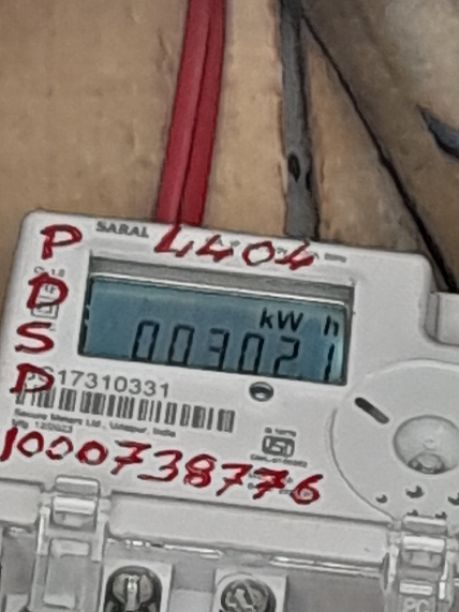 SARAL 4404
P
D
S
D
kW h
003021
17310331
Secure Meters Ltd., Udaipur, India
1000738776